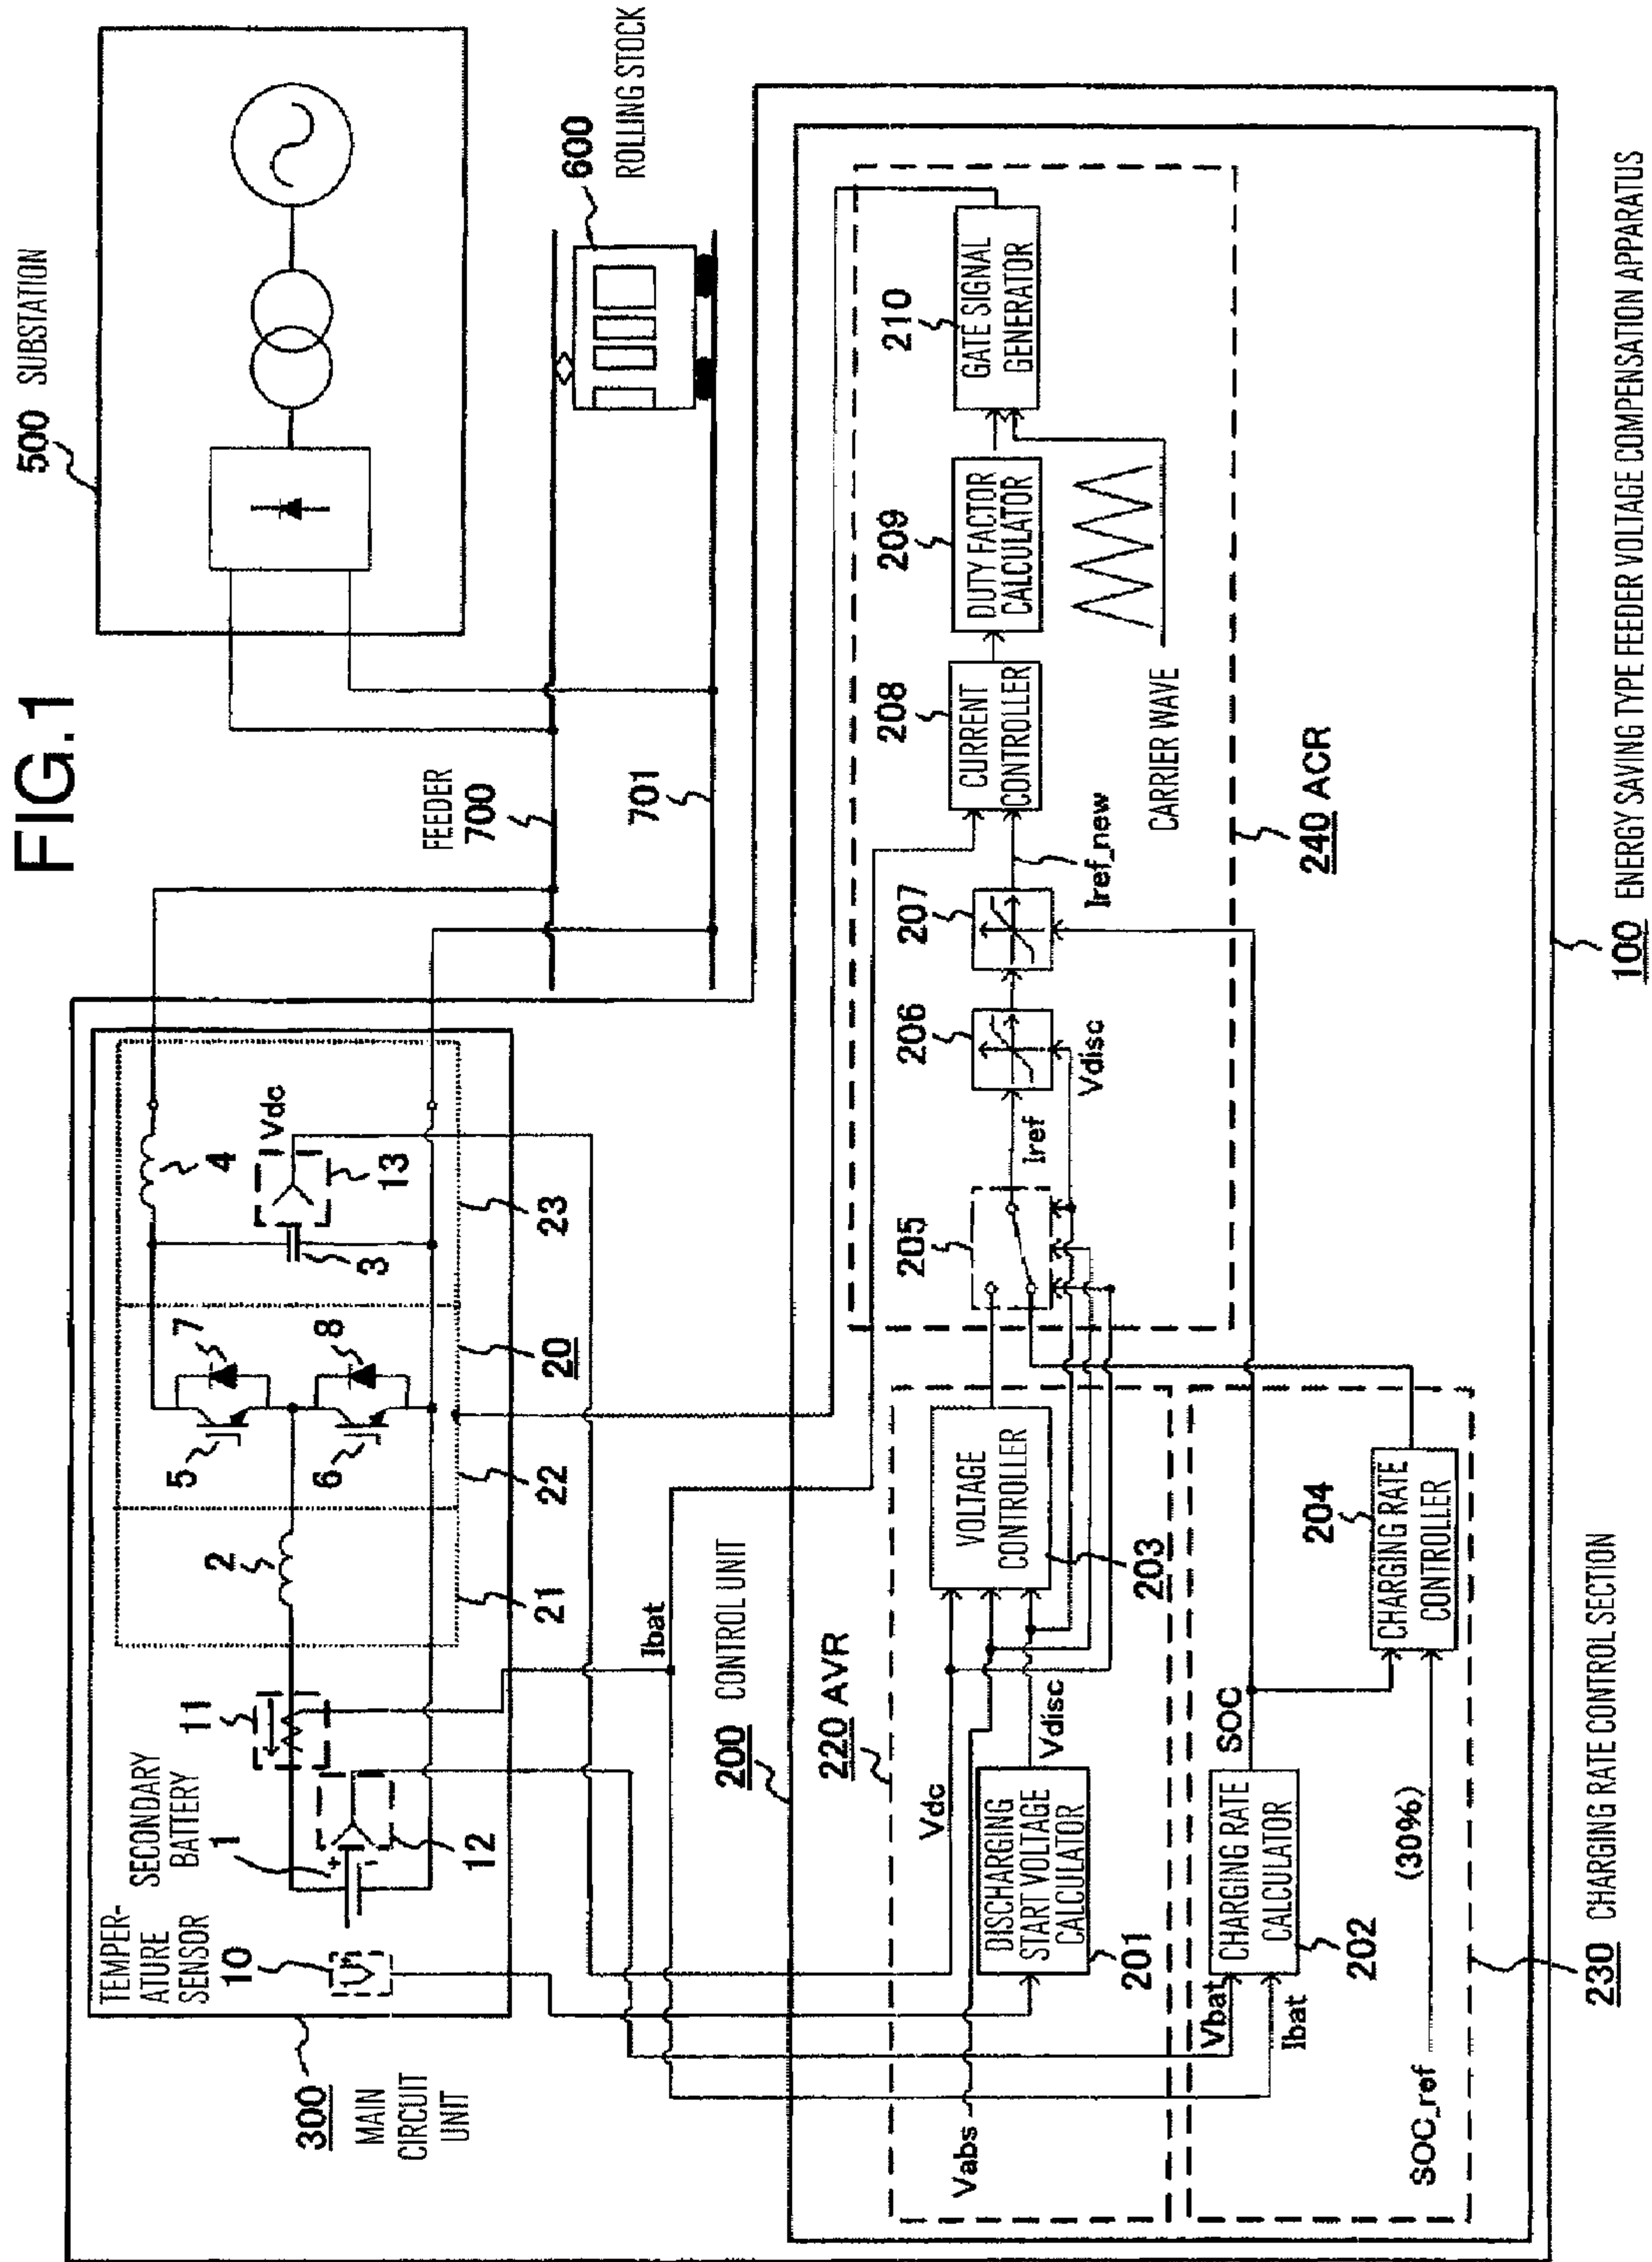 FIG.1
500 SUBSTATION
600
ROLLING STOCK
FEEDER
700
701
300
MAIN
CIRCUIT
UNIT
TEMPER-
ATURE
SENSOR
10
SECONDARY
BATTERY
1
+
-
12
11
2
21
5
6
7
8
22
20
3
4
Vdc
13
23
Ibat
200 CONTROL UNIT
220 AVR
Vabs
Vdc
DISCHARGING
START VOLTAGE
CALCULATOR
201
Vdisc
VOLTAGE
CONTROLLER
203
Vbat
Ibat
CHARGING RATE
CALCULATOR
202
SOC
SOC_ref
(30%)
CHARGING RATE
CONTROLLER
204
230 CHARGING RATE CONTROL SECTION
205
Iref
206
Vdisc
207
Iref_new
208
CURRENT
CONTROLLER
209
DUTY FACTOR
CALCULATOR
210
GATE SIGNAL
GENERATOR
CARRIER WAVE
240 ACR
100 ENERGY SAVING TYPE FEEDER VOLTAGE COMPENSATION APPARATUS